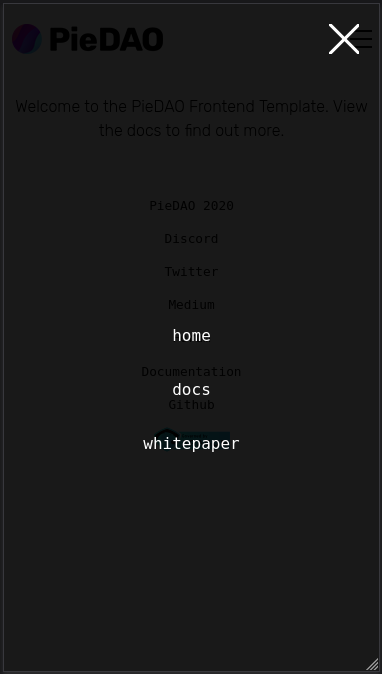 PieDAO
Welcome to the PieDAO Frontend Template. View
the docs to find out more.
PieDAO 2020
Discord
Twitter
Medium
home
Documentation
docs
Github
whitepaper